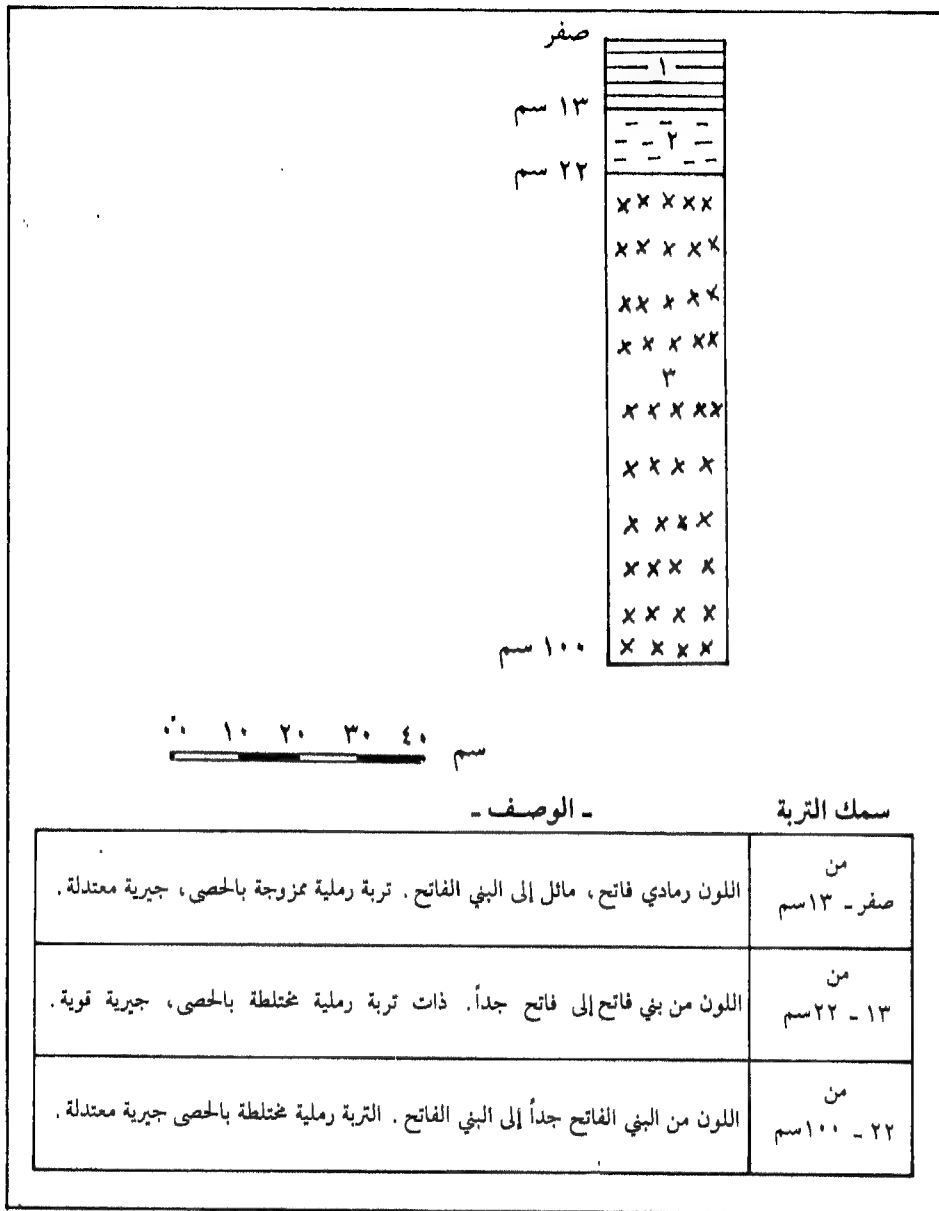 صفر
١
١٣ سم
٢
٢٢ سم
٣
١٠٠ سم
٠٠ ١٠ ٢٠ ٣٠ ٤٠ سم
سمك التربة - الوصف -
من
صفر - ١٣سم
اللون رمادي فاتح، مائل إلى البني الفاتح. تربة رملية ممزوجة بالحصى، جيرية معتدلة.
من
١٣ - ٢٢سم
اللون من بني فاتح إلى فاتح جداً. ذات تربة رملية مختلطة بالحصى، جيرية قوية.
من
٢٢ - ١٠٠سم
اللون من البني الفاتح جداً إلى البني الفاتح. التربة رملية مختلطة بالحصى جيرية معتدلة.